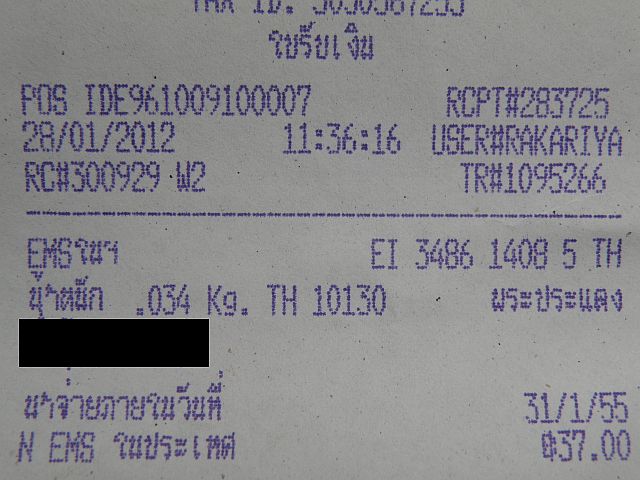 TAX ID. 3030387233
ใบรับเงิน
POS IDE961009100007 RCPT#283725
28/01/2012 11:36:16 USER#RAKARIYA
RC#300929 W2 TR#1095266
EMSในฯ EI 3486 1408 5 TH
น้ำหนัก .034 Kg. TH 10130 พระประแดง
นำจ่ายภายในวันที่ 31/1/55
N EMS ในประเทศ ฿37.00